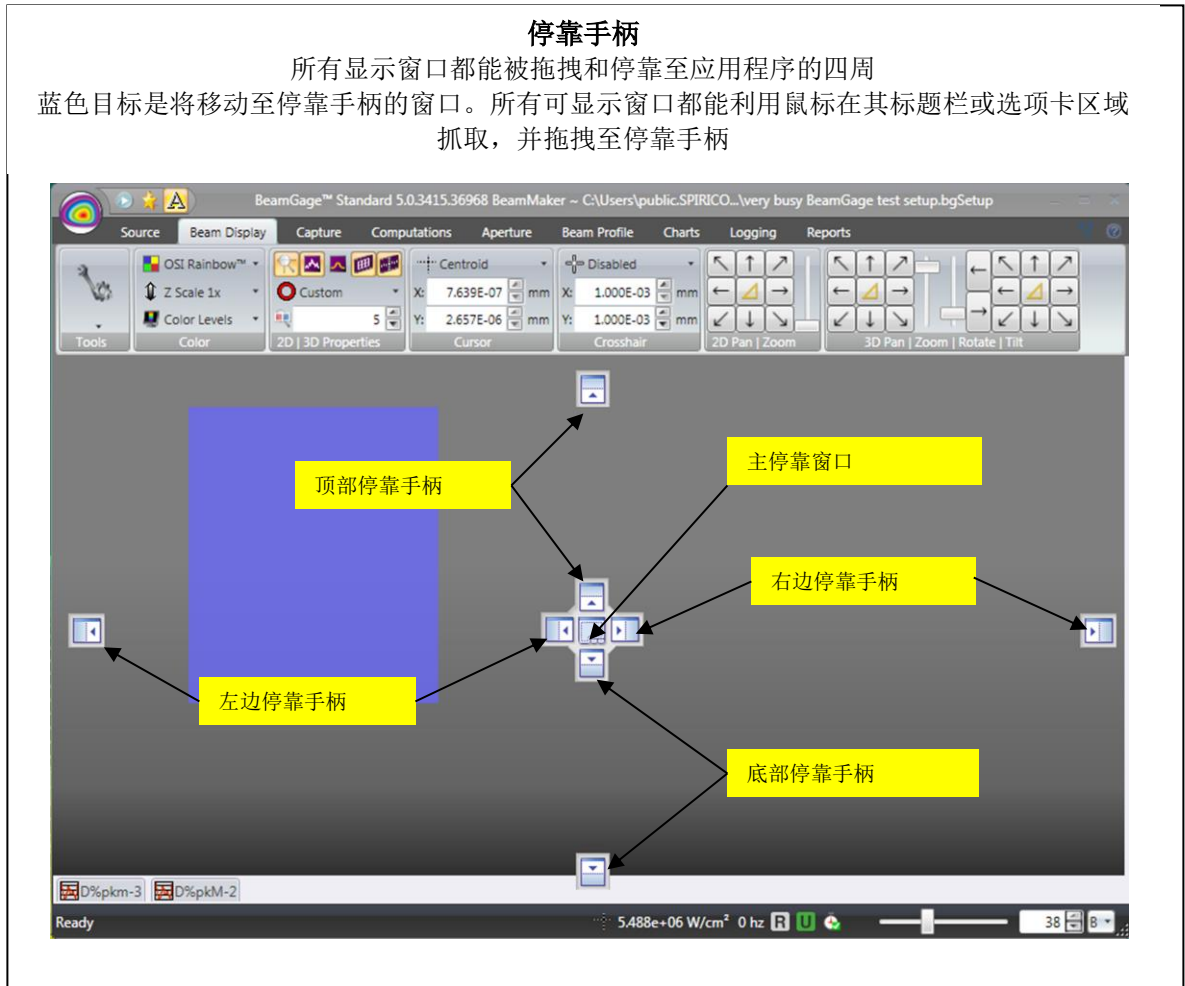 停靠手柄
所有显示窗口都能被拖拽和停靠至应用程序的四周
蓝色目标是将移动至停靠手柄的窗口。所有可显示窗口都能利用鼠标在其标题栏或选项卡区域
抓取，并拖拽至停靠手柄
BeamGage™ Standard 5.0.3415.36968 BeamMaker ~ C:\Users\public.SPIRICO...\very busy BeamGage test setup.bgSetup
Source Beam Display Capture Computations Aperture Beam Profile Charts Logging Reports
OSI Rainbow™ Centroid Disabled
Z Scale 1x Custom X: 7.639E-07 mm X: 1.000E-03 mm
Color Levels 5 Y: 2.657E-06 mm Y: 1.000E-03 mm
Tools Color 2D | 3D Properties Cursor Crosshair 2D Pan | Zoom 3D Pan | Zoom | Rotate | Tilt
主停靠窗口
顶部停靠手柄
右边停靠手柄
左边停靠手柄
底部停靠手柄
D%pkm-3 D%pkM-2
Ready 5.488e+06 W/cm² 0 hz R U 38 B